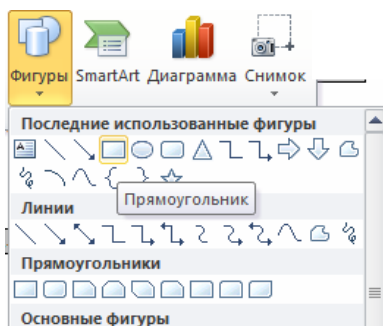 Фигуры SmartArt Диаграмма Снимок
Последние использованные фигуры
Прямоугольник
Линии
Прямоугольники
Основные фигуры